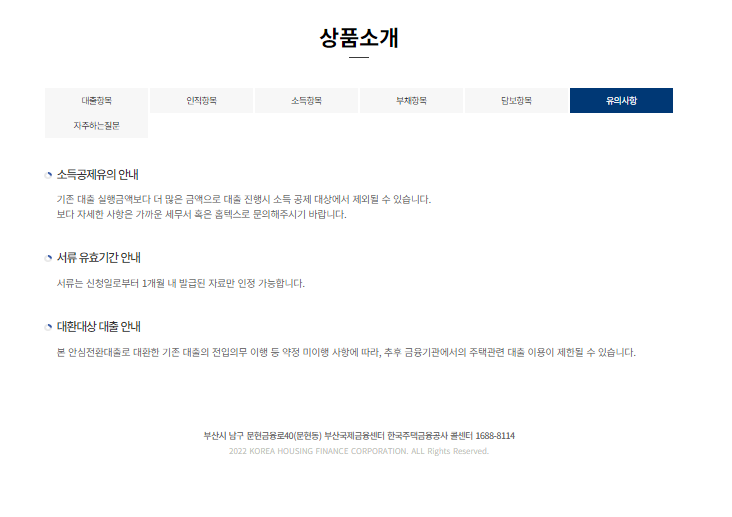 상품소개
대출항목
인적항목
소득항목
부채항목
담보항목
유의사항
자주하는질문
소득공제유의 안내
기존 대출 실행금액보다 더 많은 금액으로 대출 진행시 소득 공제 대상에서 제외될 수 있습니다.
보다 자세한 사항은 가까운 세무서 혹은 홈텍스로 문의해주시기 바랍니다.
서류 유효기간 안내
서류는 신청일로부터 1개월 내 발급된 자료만 인정 가능합니다.
대환대상 대출 안내
본 안심전환대출로 대환한 기존 대출의 전입의무 이행 등 약정 미이행 사항에 따라, 추후 금융기관에서의 주택관련 대출 이용이 제한될 수 있습니다.
부산시 남구 문현금융로40(문현동) 부산국제금융센터 한국주택금융공사 콜센터 1688-8114
2022 KOREA HOUSING FINANCE CORPORATION. ALL Rights Reserved.